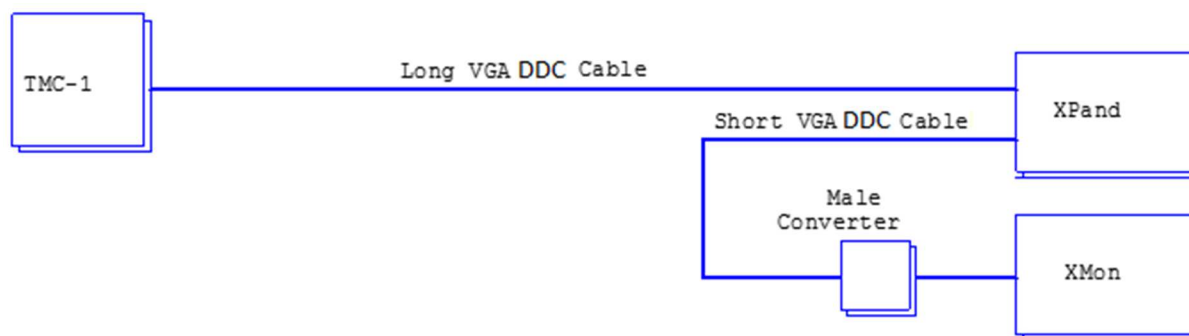 TMC-1
Long VGA DDC Cable
XPand
Short VGA DDC Cable
Male
Converter
XMon